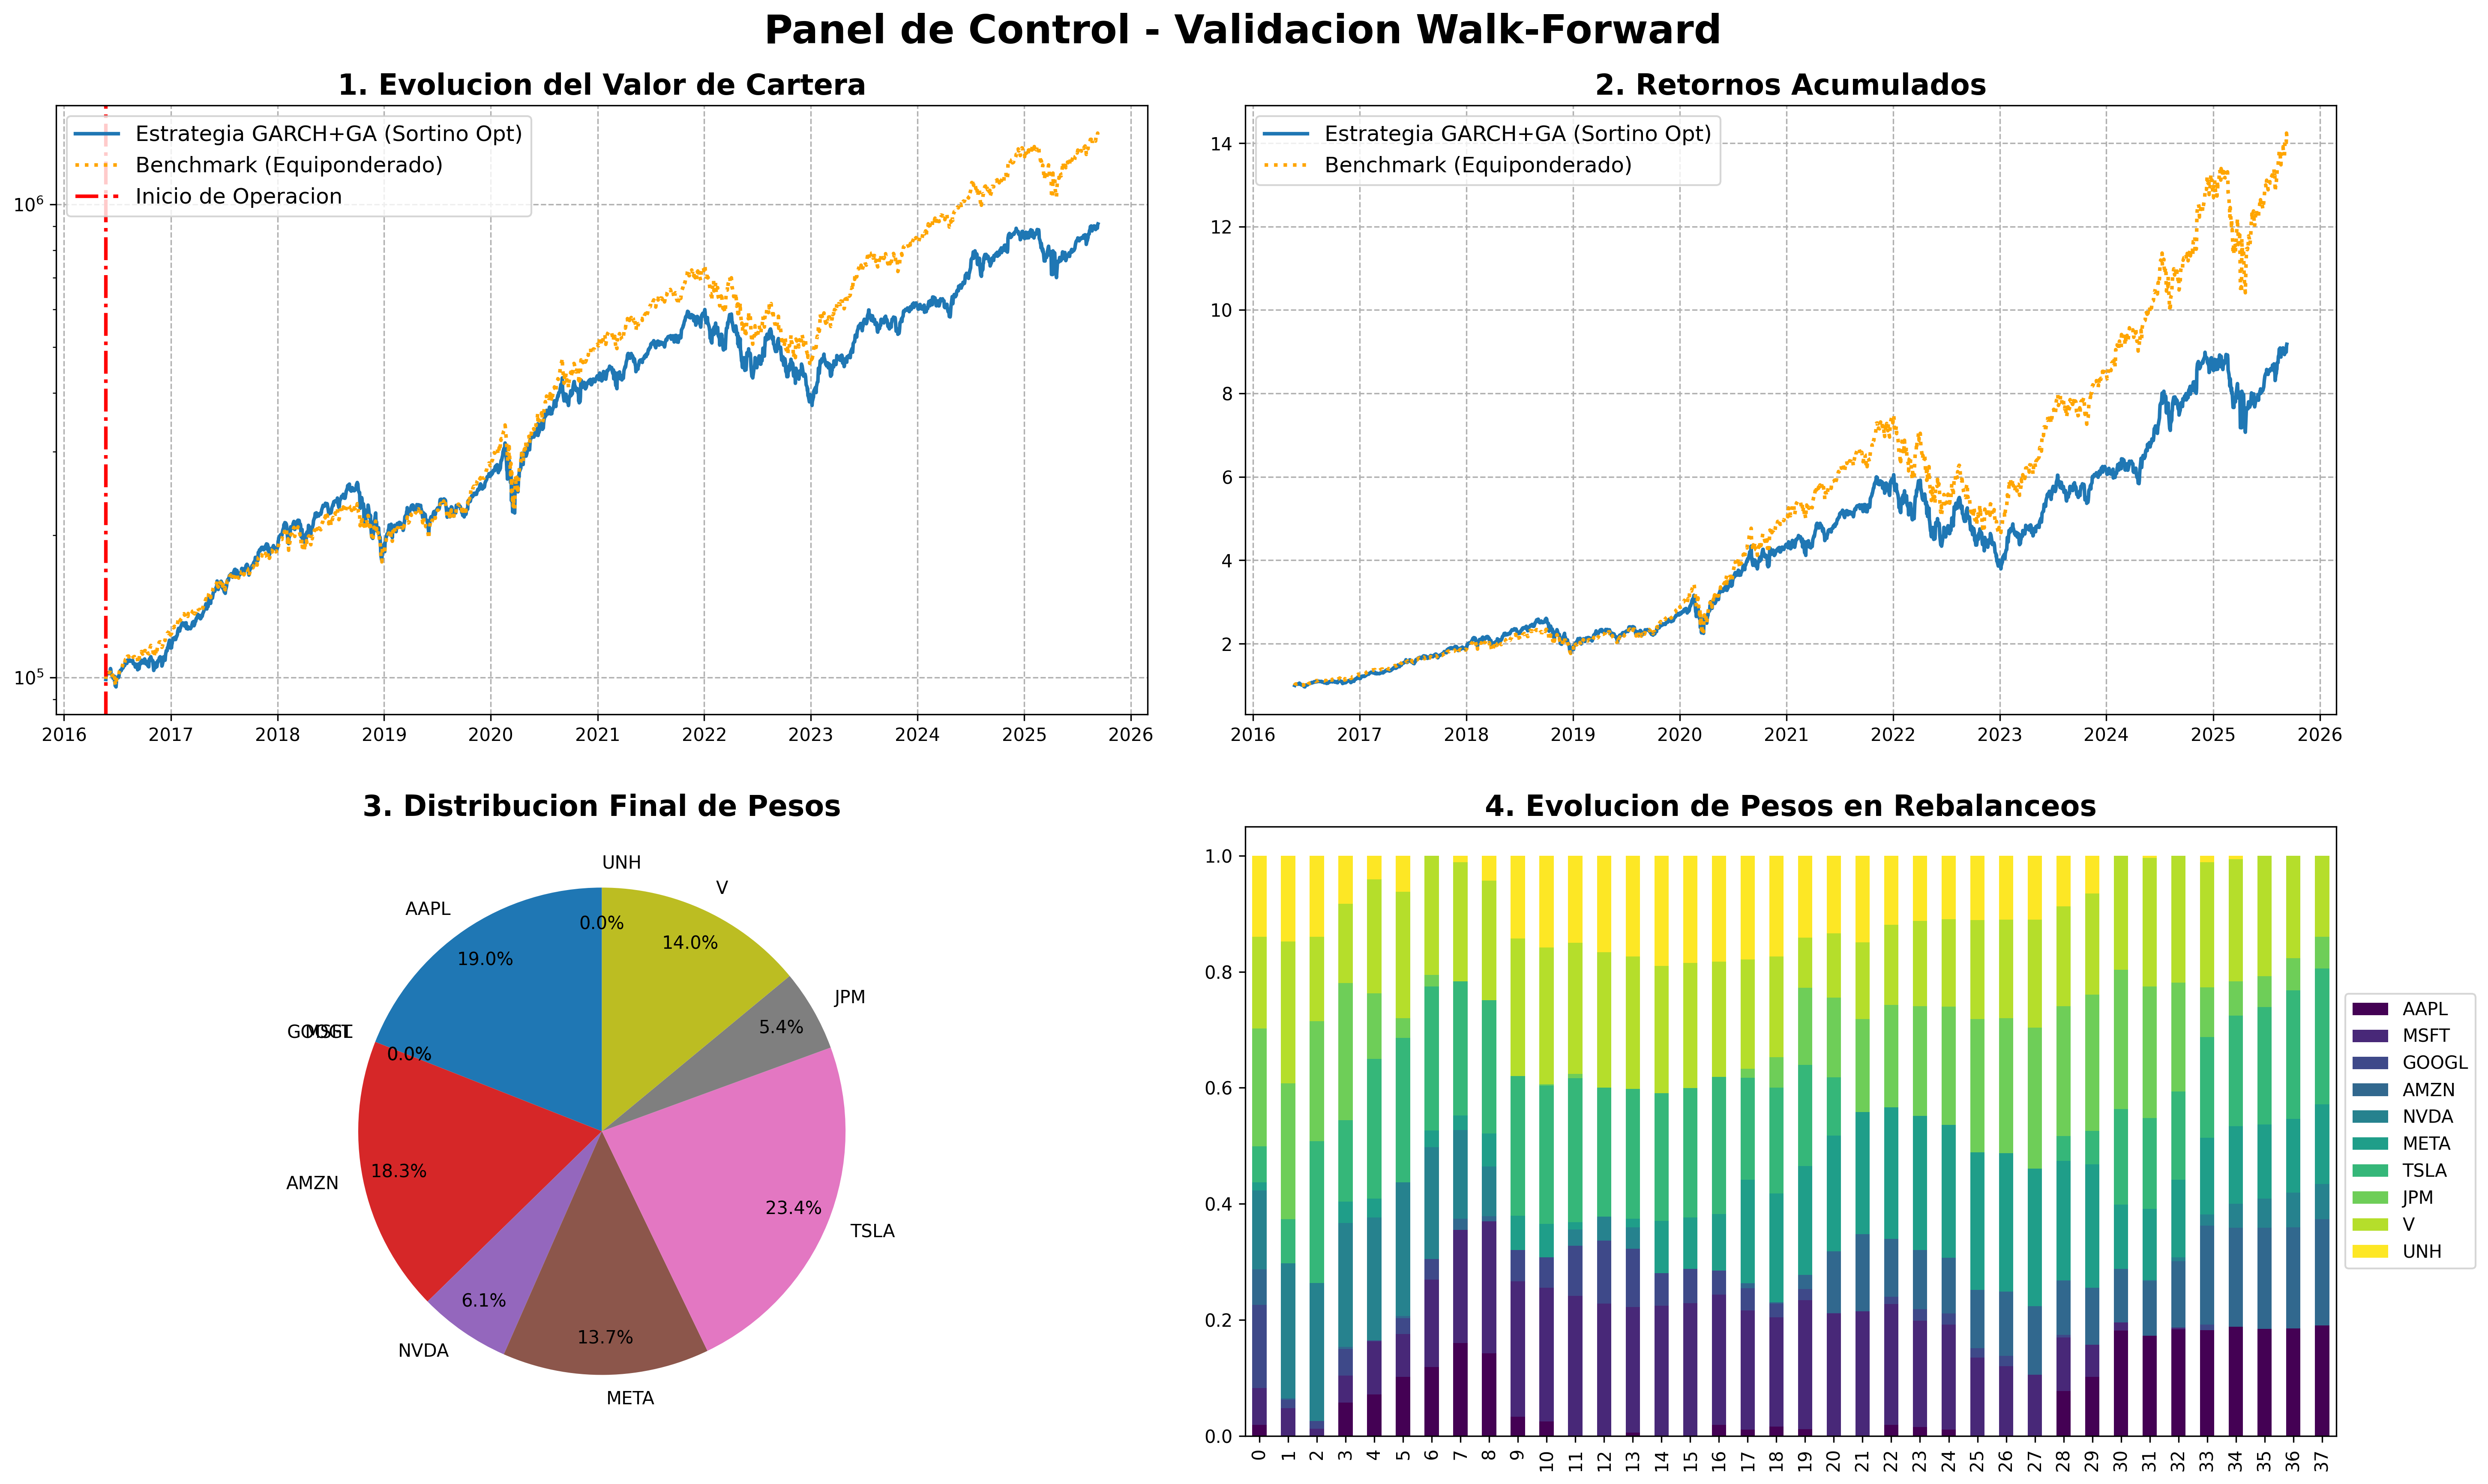 Panel de Control - Validacion Walk-Forward
1. Evolucion del Valor de Cartera
Estrategia GARCH+GA (Sortino Opt)
Benchmark (Equiponderado)
Inicio de Operacion
10⁶
10⁵
2016 2017 2018 2019 2020 2021 2022 2023 2024 2025 2026
2. Retornos Acumulados
Estrategia GARCH+GA (Sortino Opt)
Benchmark (Equiponderado)
14
12
10
8
6
4
2
2016 2017 2018 2019 2020 2021 2022 2023 2024 2025 2026
3. Distribucion Final de Pesos
UNH
V
AAPL
0.0%
14.0%
19.0%
JPM
5.4%
GOOGL MSFT
0.0%
AMZN
18.3%
23.4%
TSLA
6.1%
NVDA
13.7%
META
4. Evolucion de Pesos en Rebalanceos
1.0
0.8
0.6
0.4
0.2
0.0
0 1 2 3 4 5 6 7 8 9 10 11 12 13 14 15 16 17 18 19 20 21 22 23 24 25 26 27 28 29 30 31 32 33 34 35 36 37
AAPL
MSFT
GOOGL
AMZN
NVDA
META
TSLA
JPM
V
UNH